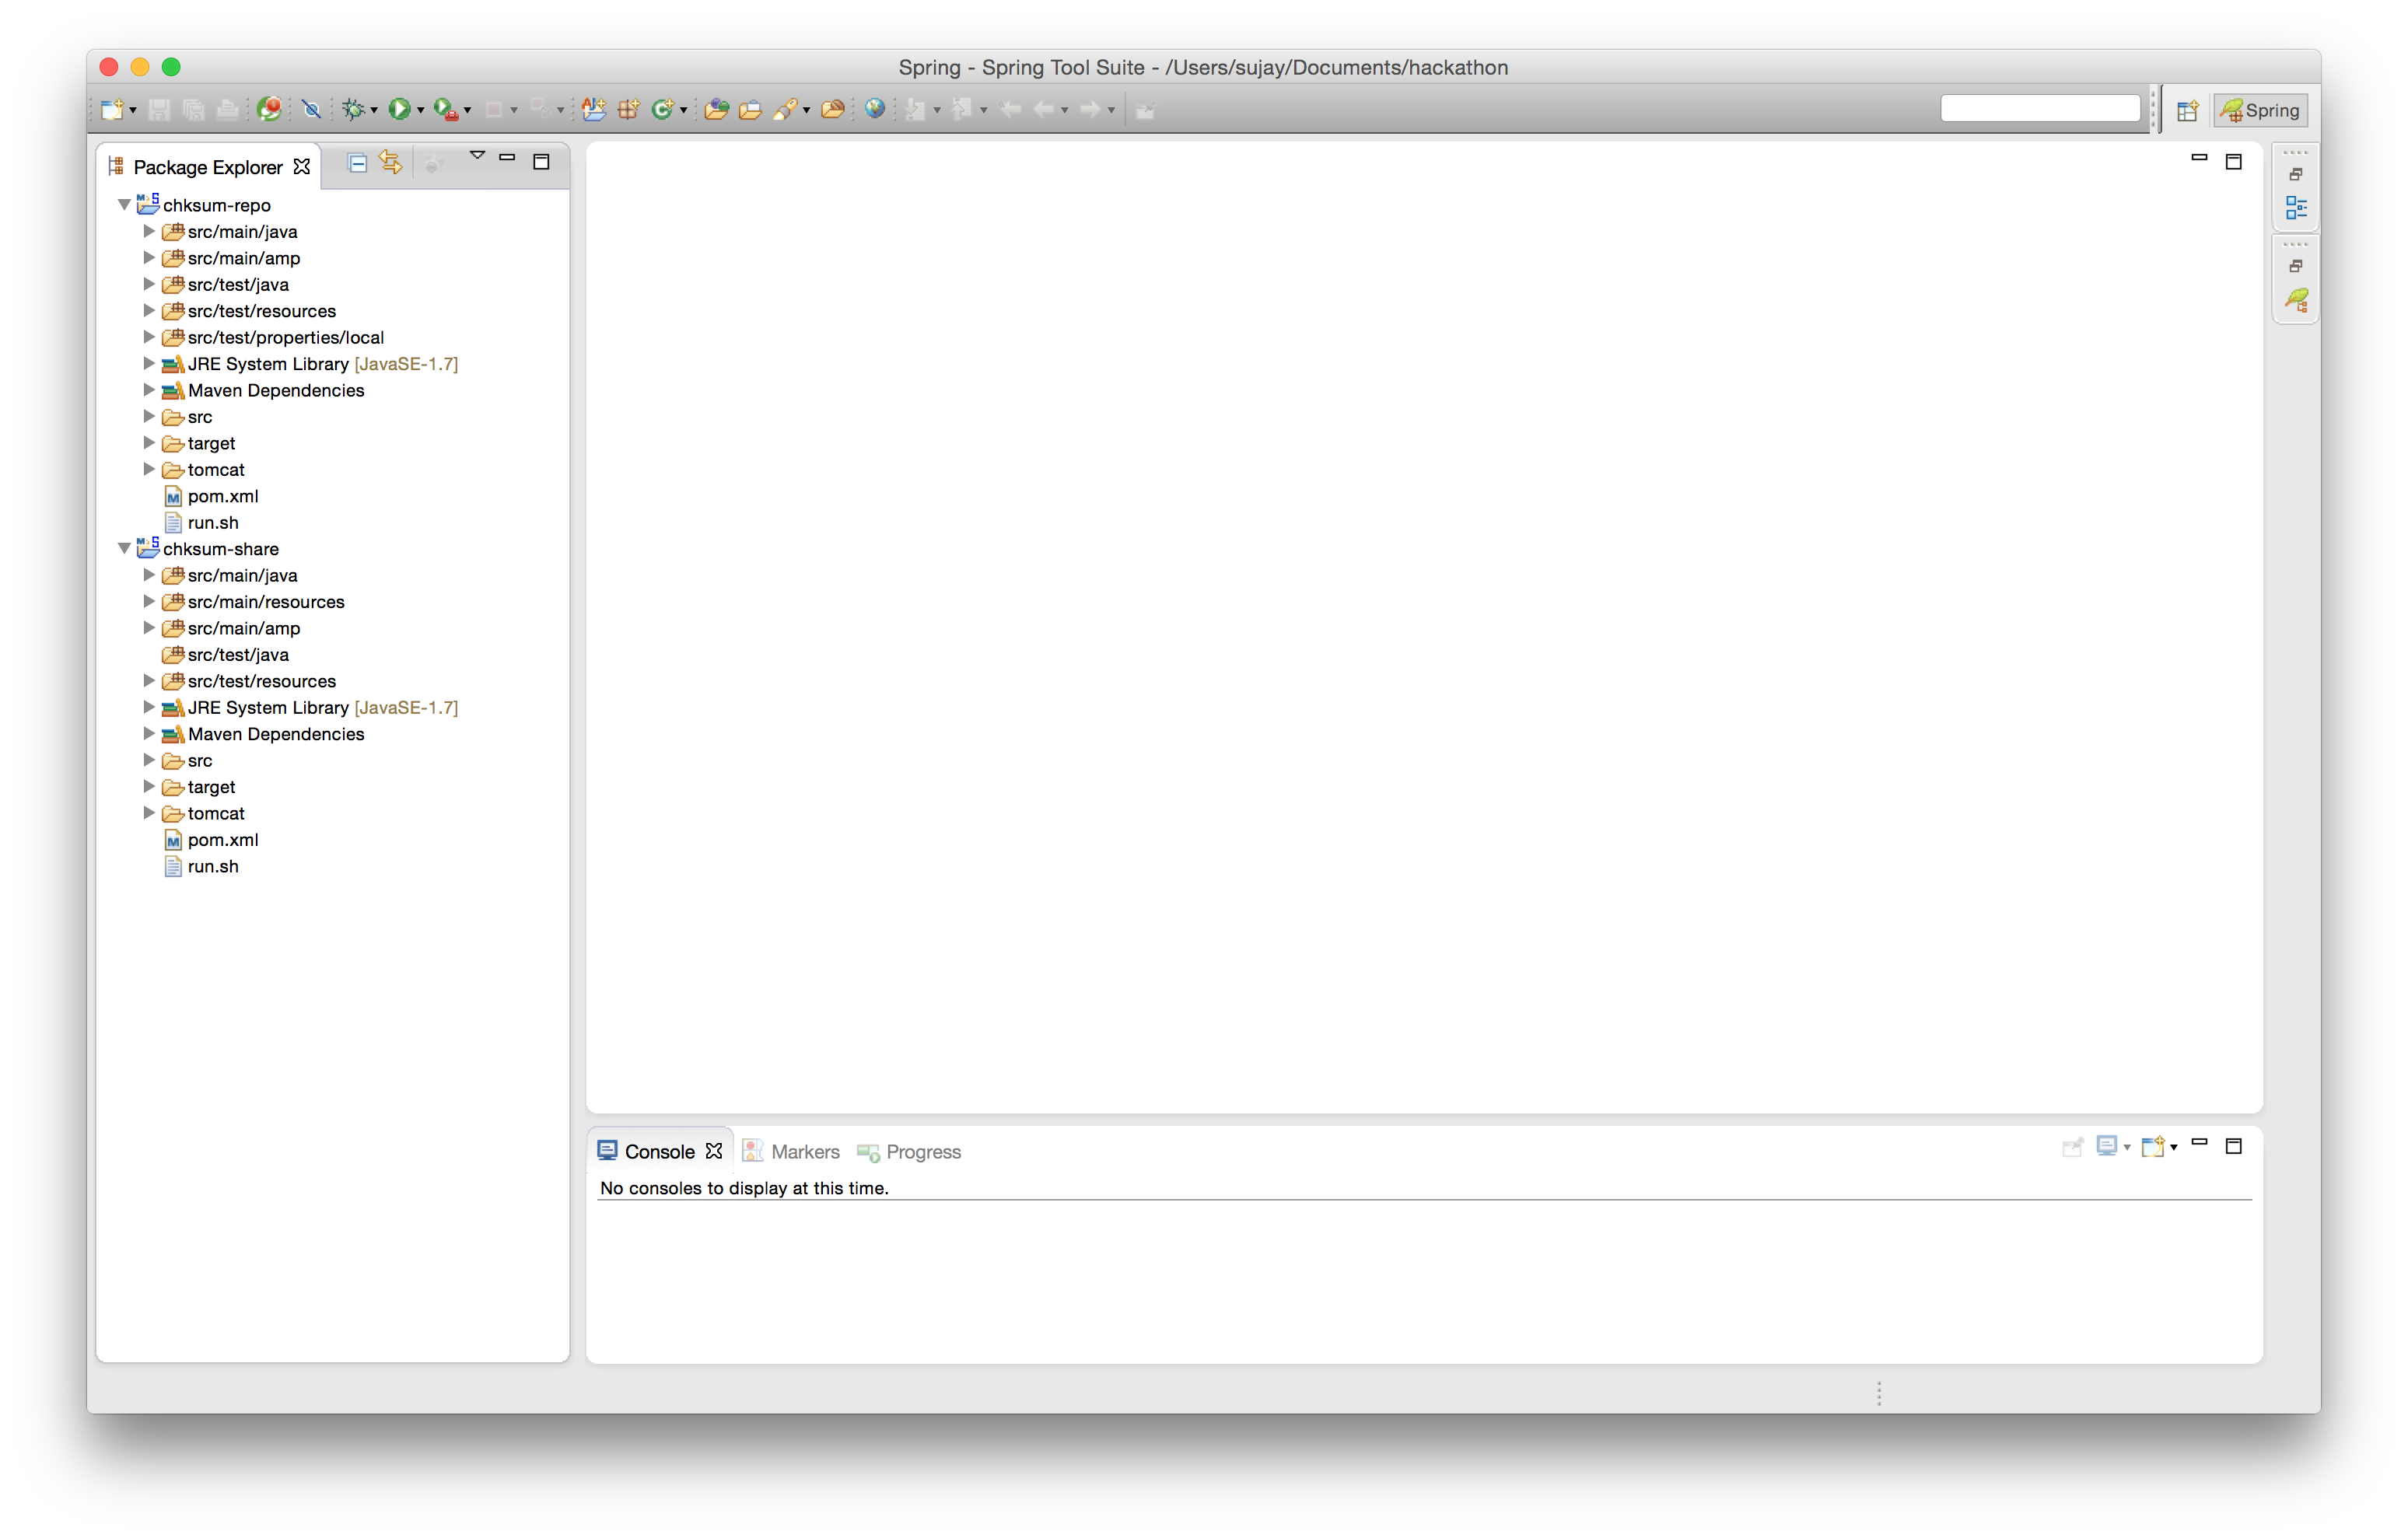 Spring - Spring Tool Suite - /Users/sujay/Documents/hackathon
Spring
Package Explorer
chksum-repo
src/main/java
src/main/amp
src/test/java
src/test/resources
src/test/properties/local
JRE System Library [JavaSE-1.7]
Maven Dependencies
src
target
tomcat
pom.xml
run.sh
chksum-share
src/main/java
src/main/resources
src/main/amp
src/test/java
src/test/resources
JRE System Library [JavaSE-1.7]
Maven Dependencies
src
target
tomcat
pom.xml
run.sh
Console Markers Progress
No consoles to display at this time.